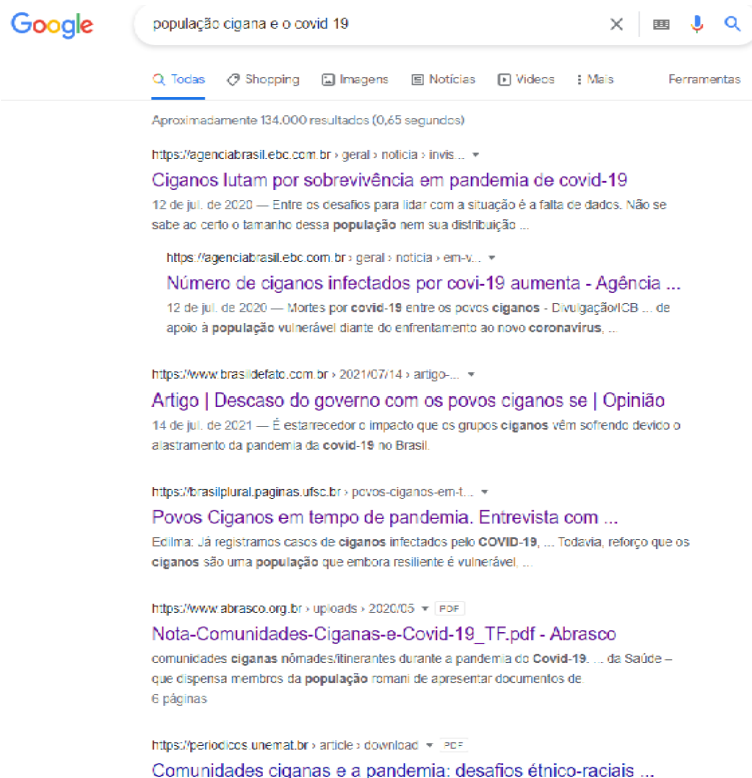 Google
população cigana e o covid 19
Todas Shopping Imagens Notícias Vídeos Mais Ferramentas
Aproximadamente 134.000 resultados (0,65 segundos)
https://agenciabrasil.ebc.com.br › geral › noticia › invis...
Ciganos lutam por sobrevivência em pandemia de covid-19
12 de jul. de 2020 — Entre os desafios para lidar com a situação é a falta de dados. Não se
sabe ao certo o tamanho dessa população nem sua distribuição ...
https://agenciabrasil.ebc.com.br › geral › noticia › em-v...
Número de ciganos infectados por covi-19 aumenta - Agência ...
12 de jul. de 2020 — Mortes por covid-19 entre os povos ciganos - Divulgação/ICB ... de
apoio à população vulnerável diante do enfrentamento ao novo coronavírus, ...
https://www.brasildefato.com.br › 2021/07/14 › artigo-...
Artigo | Descaso do governo com os povos ciganos se | Opinião
14 de jul. de 2021 — É estarrecedor o impacto que os grupos ciganos vêm sofrendo devido o
alastramento da pandemia da covid-19 no Brasil.
https://brasilplural.paginas.ufsc.br › povos-ciganos-em-t...
Povos Ciganos em tempo de pandemia. Entrevista com ...
Edilma: Já registramos casos de ciganos infectados pelo COVID-19, ... Todavia, reforço que os
ciganos são uma população que embora resiliente é vulnerável, ...
https://www.abrasco.org.br › uploads › 2020/05 PDF
Nota-Comunidades-Ciganas-e-Covid-19_TF.pdf - Abrasco
comunidades ciganas nômades/itinerantes durante a pandemia do Covid-19. ... da Saúde –
que dispensa membros da população romani de apresentar documentos de
6 páginas
https://periodicos.unemat.br › article › download PDF
Comunidades ciganas e a pandemia: desafios étnico-raciais ...